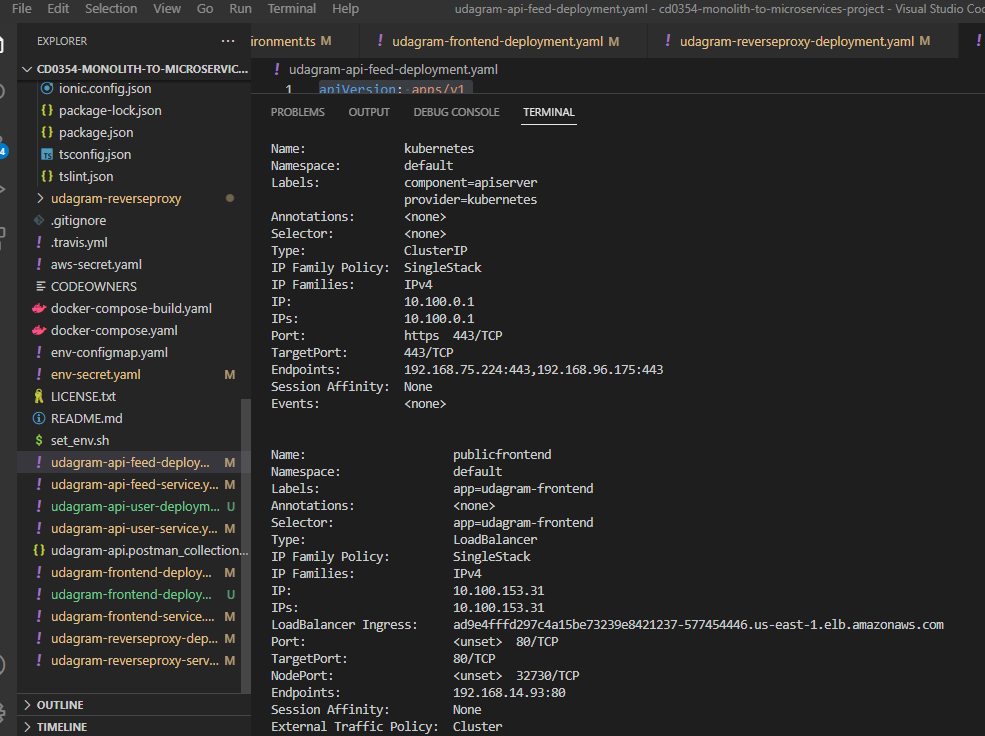 File Edit Selection View Go Run Terminal Help udagram-api-feed-deployment.yaml - cd0354-monolith-to-microservices-project - Visual Studio
EXPLORER ...
CD0354-MONOLITH-TO-MICROSERVIC...
ionic.config.json
{} package-lock.json
{} package.json
TS tsconfig.json
{} tslint.json
udagram-reverseproxy
.gitignore
! .travis.yml
! aws-secret.yaml
CODEOWNERS
docker-compose-build.yaml
docker-compose.yaml
! env-configmap.yaml
! env-secret.yaml M
LICENSE.txt
README.md
$ set_env.sh
! udagram-api-feed-deploy... M
! udagram-api-feed-service.y... M
! udagram-api-user-deploym... U
! udagram-api-user-service.y... M
{} udagram-api.postman_collection...
! udagram-frontend-deploy... M
! udagram-frontend-deploy... U
! udagram-frontend-service.... M
! udagram-reverseproxy-dep... M
! udagram-reverseproxy-serv... M
OUTLINE
TIMELINE
4
ironment.ts M ! udagram-frontend-deployment.yaml M ! udagram-reverseproxy-deployment.yaml M !
! udagram-api-feed-deployment.yaml
1 apiVersion: apps/v1
PROBLEMS OUTPUT DEBUG CONSOLE TERMINAL
Name: kubernetes
Namespace: default
Labels: component=apiserver
provider=kubernetes
Annotations: <none>
Selector: <none>
Type: ClusterIP
IP Family Policy: SingleStack
IP Families: IPv4
IP: 10.100.0.1
IPs: 10.100.0.1
Port: https 443/TCP
TargetPort: 443/TCP
Endpoints: 192.168.75.224:443,192.168.96.175:443
Session Affinity: None
Events: <none>
Name: publicfrontend
Namespace: default
Labels: app=udagram-frontend
Annotations: <none>
Selector: app=udagram-frontend
Type: LoadBalancer
IP Family Policy: SingleStack
IP Families: IPv4
IP: 10.100.153.31
IPs: 10.100.153.31
LoadBalancer Ingress: ad9e4fffd297c4a15be73239e8421237-577454446.us-east-1.elb.amazonaws.com
Port: <unset> 80/TCP
TargetPort: 80/TCP
NodePort: <unset> 32730/TCP
Endpoints: 192.168.14.93:80
Session Affinity: None
External Traffic Policy: Cluster